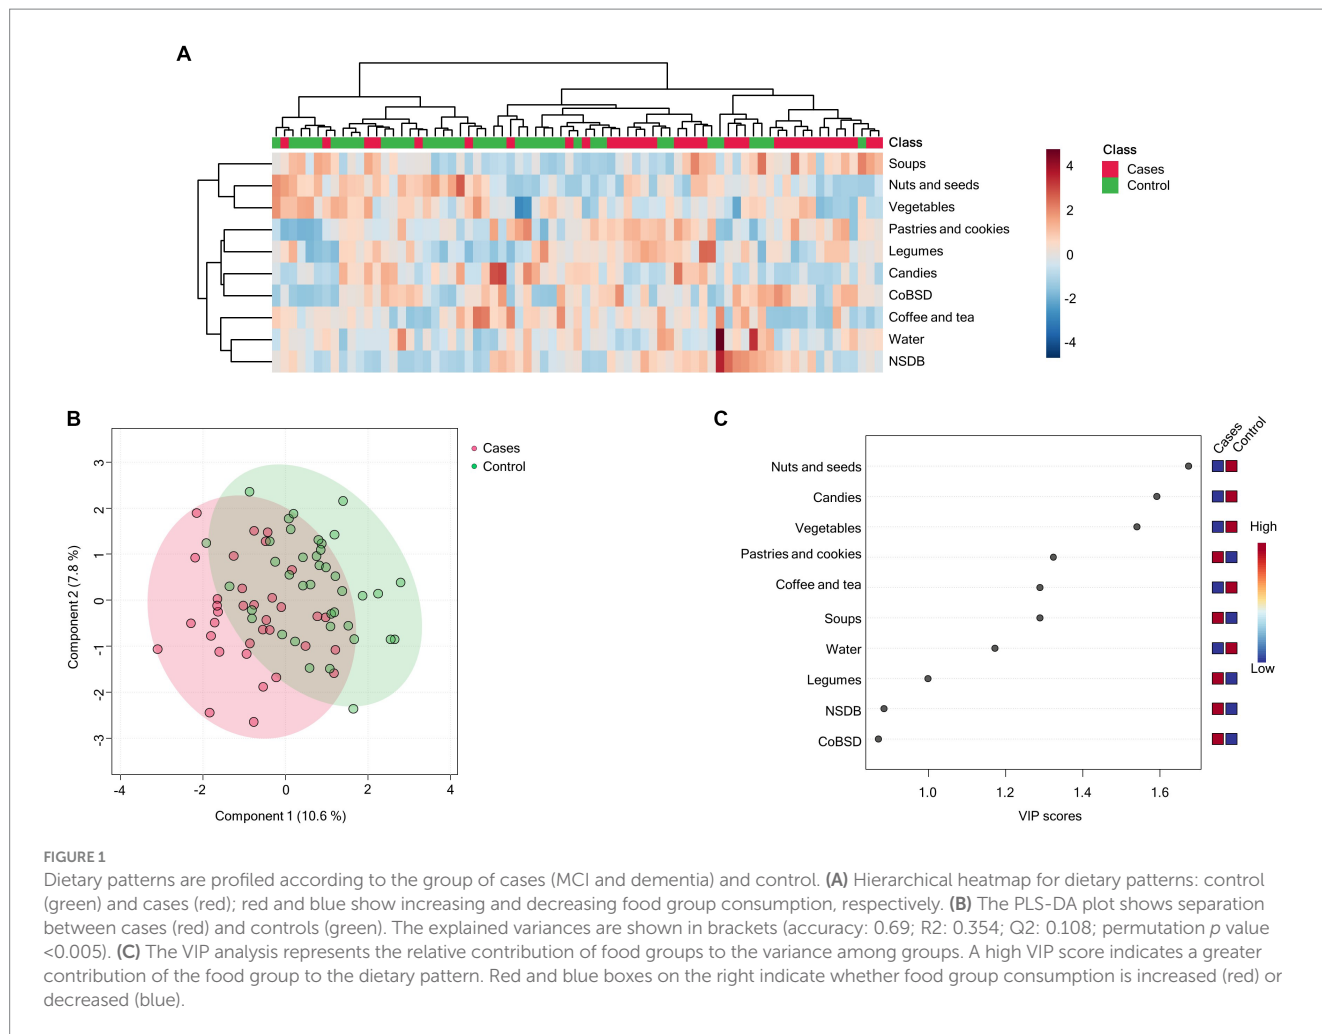 A
Class
Soups
Nuts and seeds
Vegetables
Pastries and cookies
Legumes
Candies
CoBSD
Coffee and tea
Water
NSDB
4
2
0
-2
-4
Class
Cases
Control
B
Component 2 (7.8 %)
3
2
1
0
-1
-2
-3
-4
-2
0
2
4
Component 1 (10.6 %)
Cases
Control
C
Nuts and seeds
Candies
Vegetables
Pastries and cookies
Coffee and tea
Soups
Water
Legumes
NSDB
CoBSD
1.0
1.2
1.4
1.6
VIP scores
Cases
Control
High
Low
FIGURE 1
Dietary patterns are profiled according to the group of cases (MCI and dementia) and control. (A) Hierarchical heatmap for dietary patterns: control
(green) and cases (red); red and blue show increasing and decreasing food group consumption, respectively. (B) The PLS-DA plot shows separation
between cases (red) and controls (green). The explained variances are shown in brackets (accuracy: 0.69; R2: 0.354; Q2: 0.108; permutation p value
<0.005). (C) The VIP analysis represents the relative contribution of food groups to the variance among groups. A high VIP score indicates a greater
contribution of the food group to the dietary pattern. Red and blue boxes on the right indicate whether food group consumption is increased (red) or
decreased (blue).